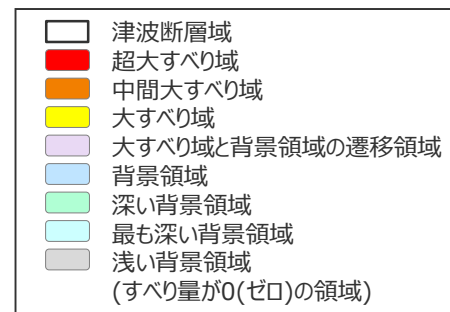 津波断層域
超大すべり域
中間大すべり域
大すべり域
大すべり域と背景領域の遷移領域
背景領域
深い背景領域
最も深い背景領域
浅い背景領域
(すべり量が0(ゼロ)の領域)